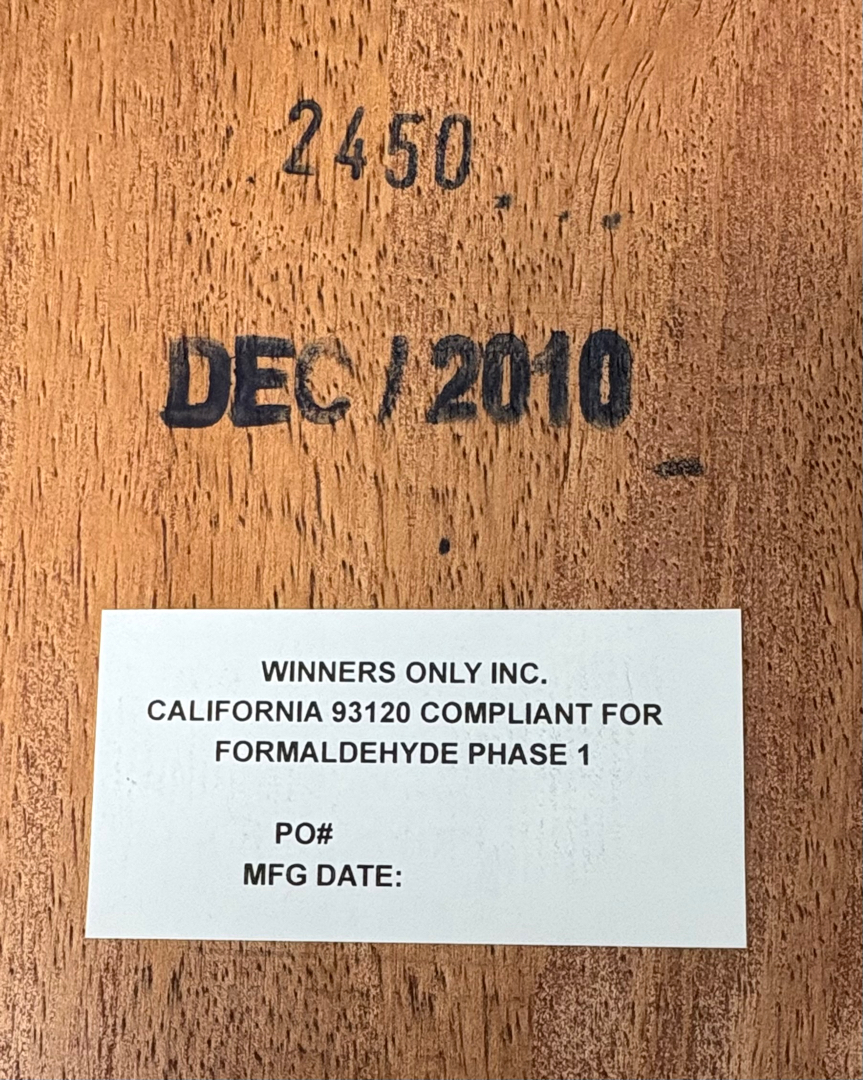 2450
DEC / 2010
WINNERS ONLY INC.
CALIFORNIA 93120 COMPLIANT FOR
FORMALDEHYDE PHASE 1
PO#
MFG DATE: